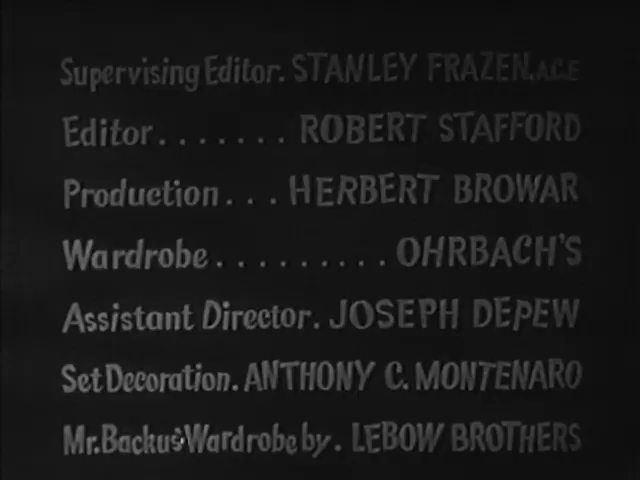 Supervising Editor. STANLEY FRAZEN, A.C.E
Editor....... ROBERT STAFFORD
Production... HERBERT BROWAR
Wardrobe......... OHRBACH'S
Assistant Director. JOSEPH DEPEW
Set Decoration. ANTHONY C. MONTENARO
Mr. Backus' Wardrobe by. LEBOW BROTHERS